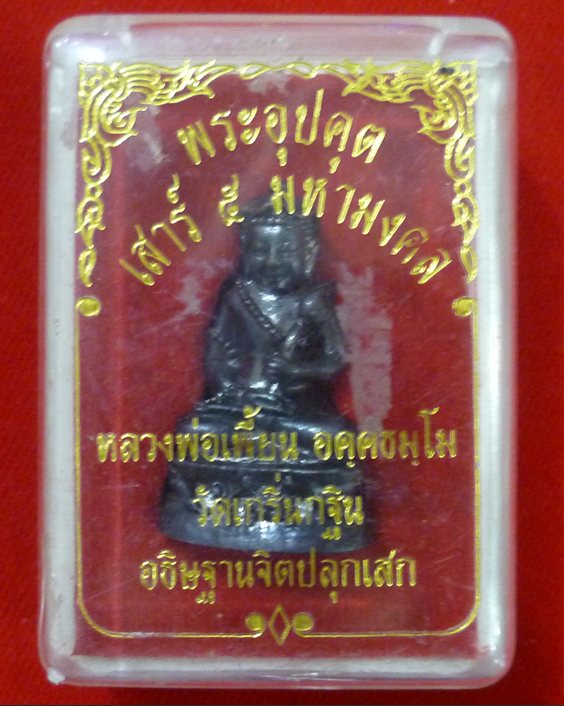 พระอุปคุต
เสาร์ ๕ มหามงคล
หลวงพ่อเพี้ยน อคฺคธมฺโม
วัดเกริ่นกฐิน
อธิษฐานจิตปลุกเสก